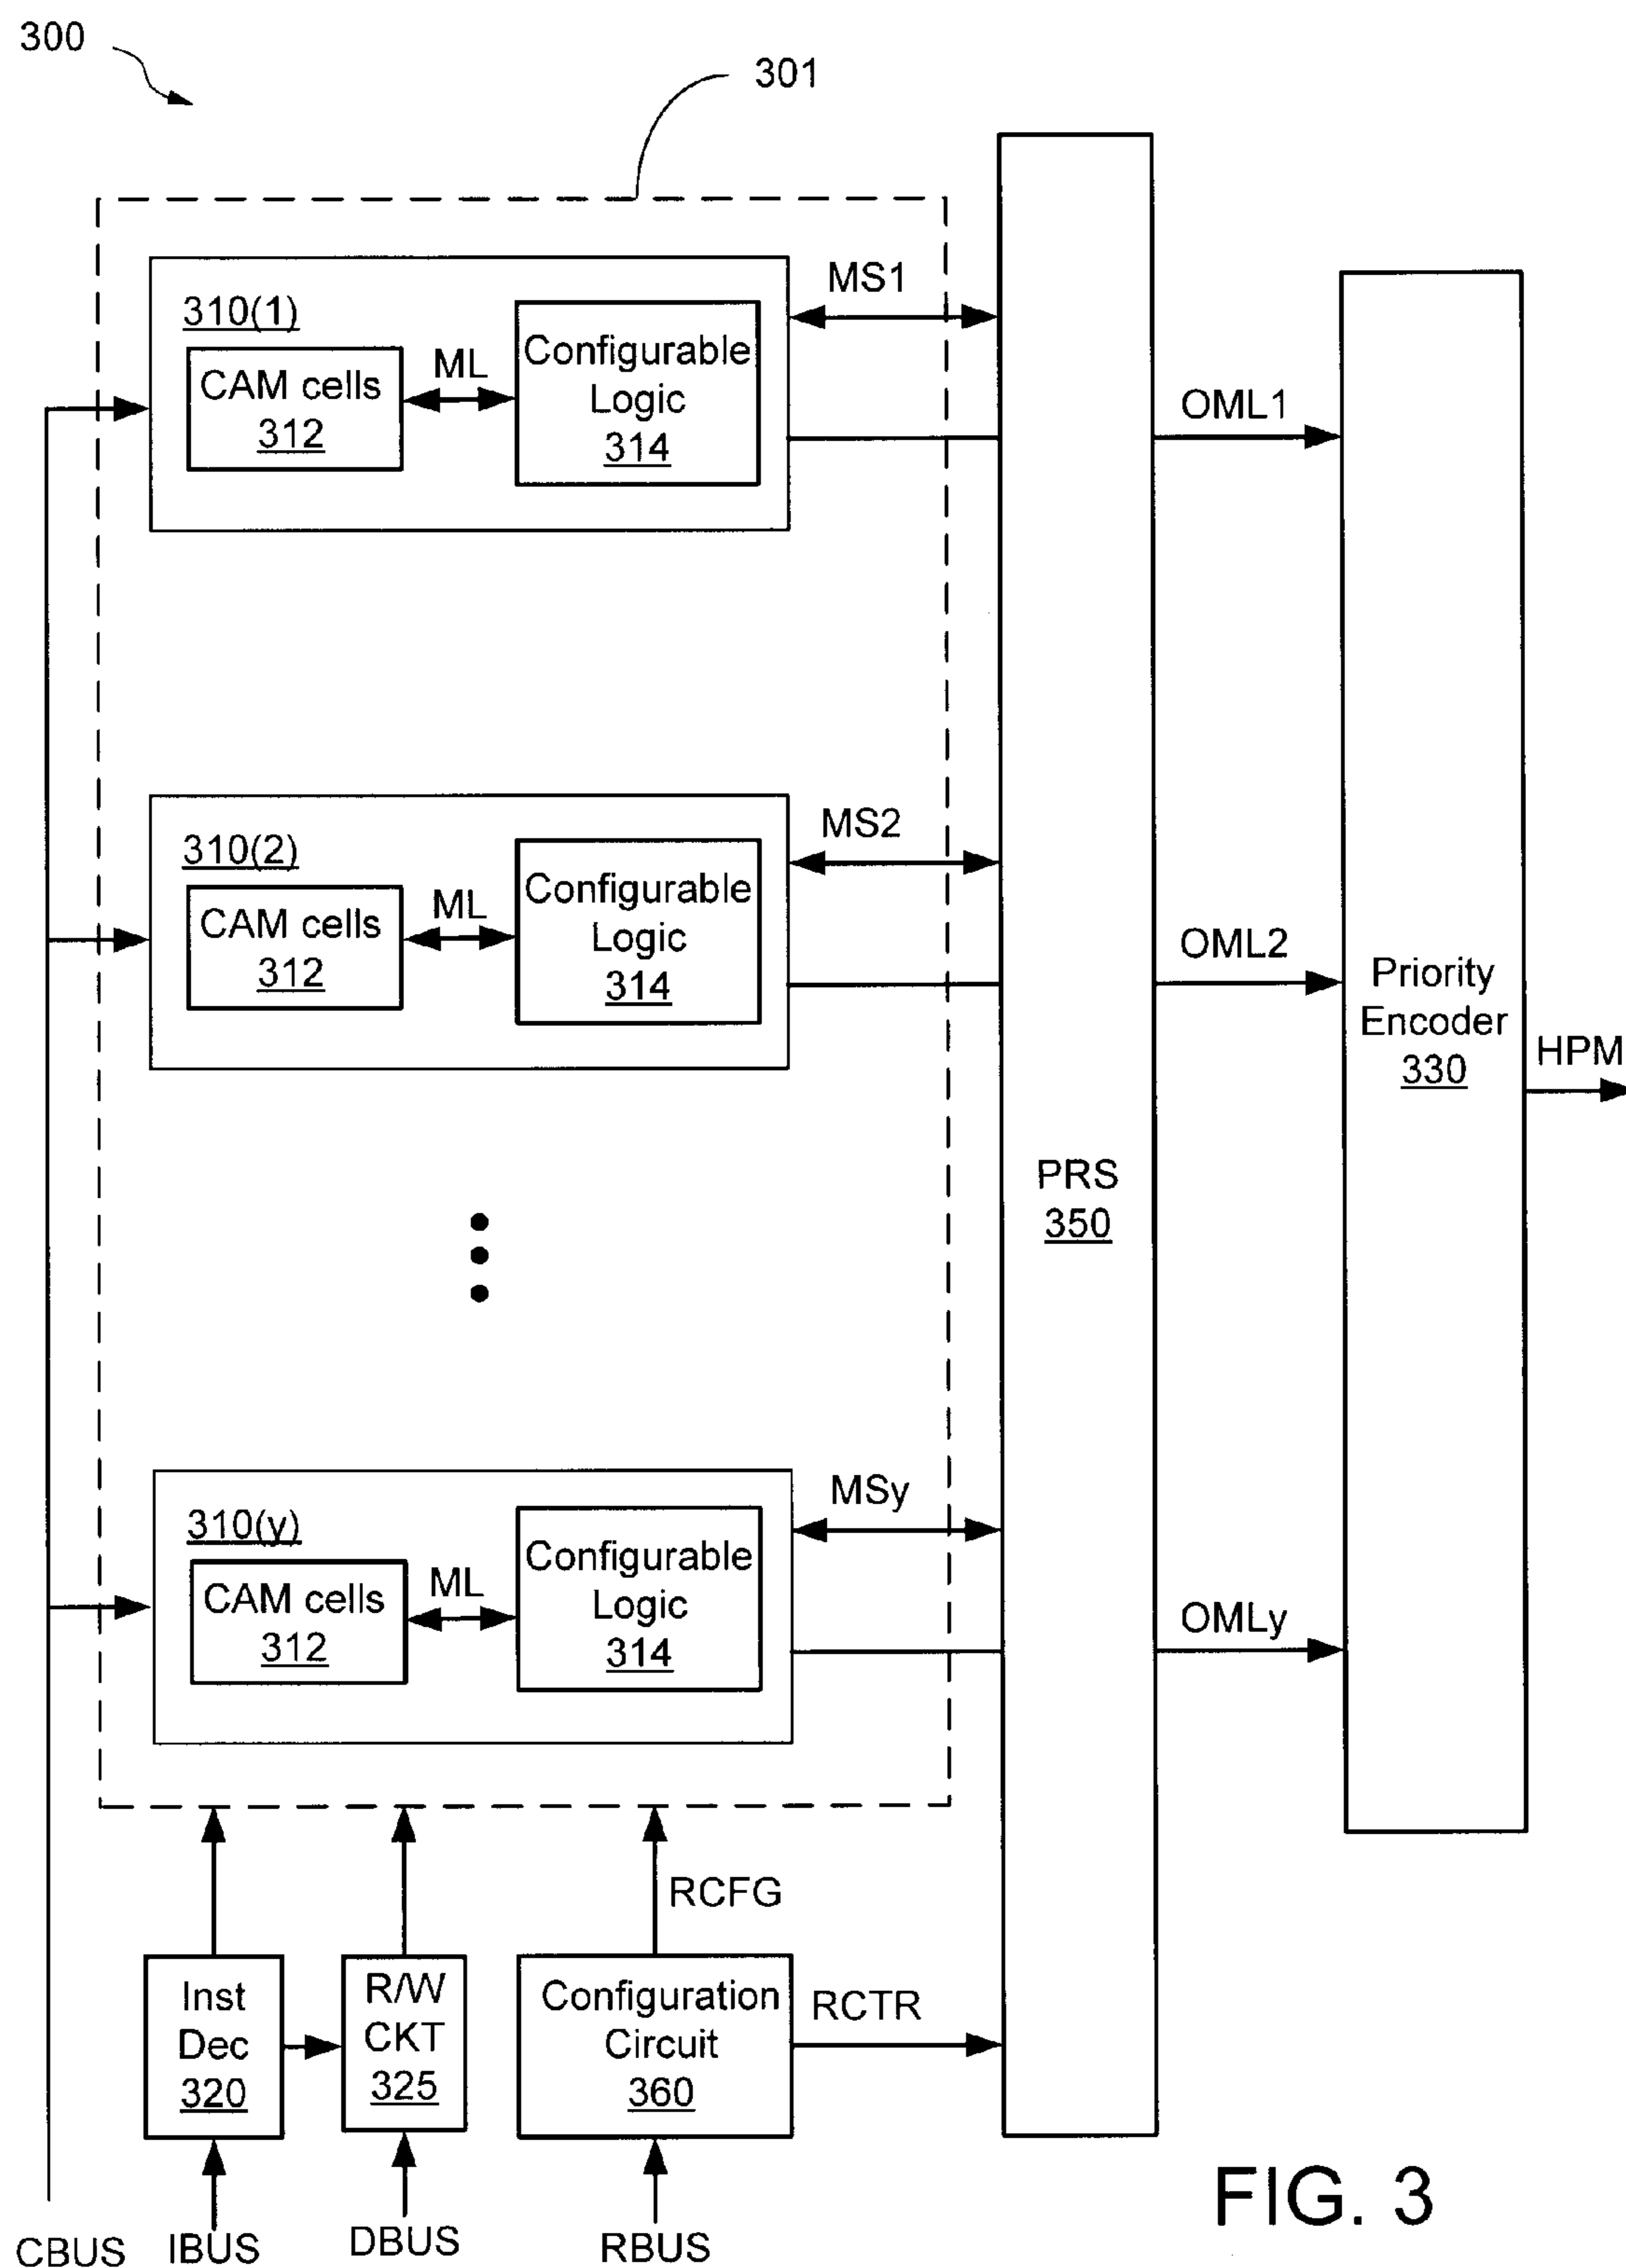 300
301
310(1)
CAM cells
312
ML
Configurable
Logic
314
MS1
OML1
310(2)
CAM cells
312
ML
Configurable
Logic
314
MS2
OML2
Priority
Encoder
330
HPM
PRS
350
310(y)
CAM cells
312
ML
Configurable
Logic
314
MSy
OMLy
RCFG
Inst
Dec
320
R/W
CKT
325
Configuration
Circuit
360
RCTR
CBUS
IBUS
DBUS
RBUS
FIG. 3